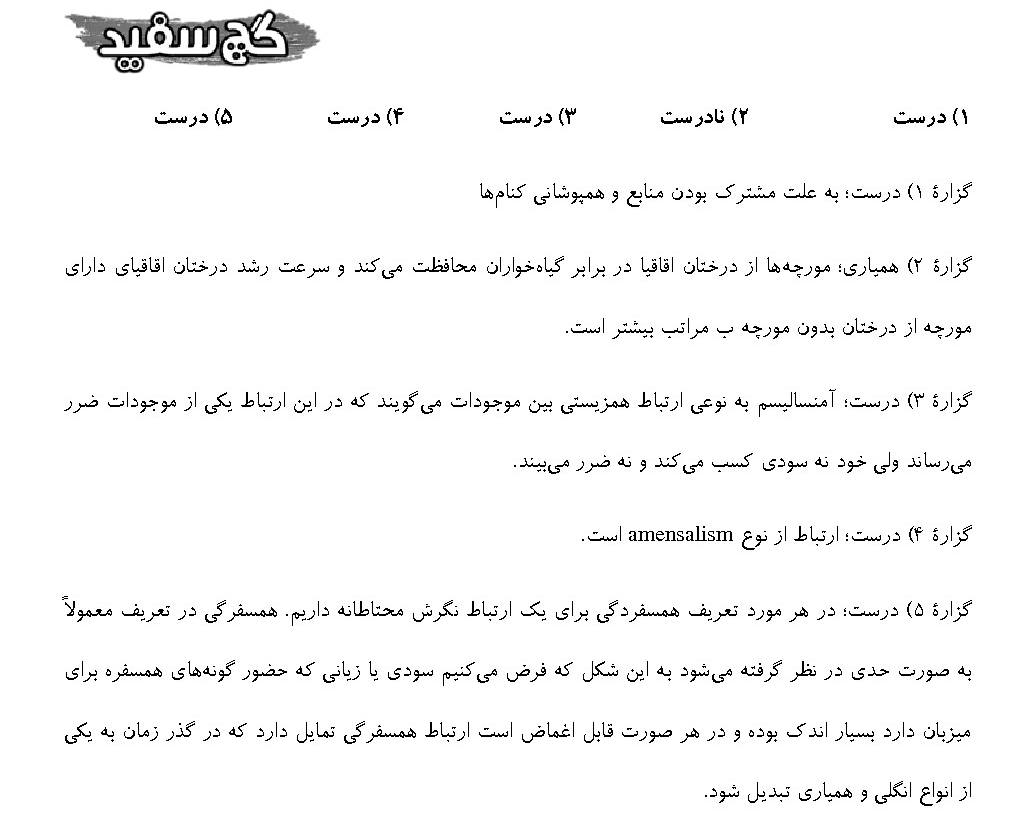 گچ سفید
۱) درست ۲) نادرست ۳) درست ۴) درست ۵) درست
گزارهٔ ۱) درست؛ به علت مشترک بودن منابع و همپوشانی کنام‌ها
گزارهٔ ۲) همیاری؛ مورچه‌ها از درختان اقاقیا در برابر گیاه‌خواران محافظت می‌کند و سرعت رشد درختان اقاقیای دارای
مورچه از درختان بدون مورچه ب مراتب بیشتر است.
گزارهٔ ۳) درست؛ آمنسالیسم به نوعی ارتباط همزیستی بین موجودات می‌گویند که در این ارتباط یکی از موجودات ضرر
می‌رساند ولی خود نه سودی کسب می‌کند و نه ضرر می‌بیند.
گزارهٔ ۴) درست؛ ارتباط از نوع amensalism است.
گزارهٔ ۵) درست؛ در هر مورد تعریف همسفردگی برای یک ارتباط نگرش محتاطانه داریم. همسفرگی در تعریف معمولاً
به صورت حدی در نظر گرفته می‌شود به این شکل که فرض می‌کنیم سودی یا زیانی که حضور گونه‌های همسفره برای
میزبان دارد بسیار اندک بوده و در هر صورت قابل اغماض است ارتباط همسفرگی تمایل دارد که در گذر زمان به یکی
از انواع انگلی و همیاری تبدیل شود.